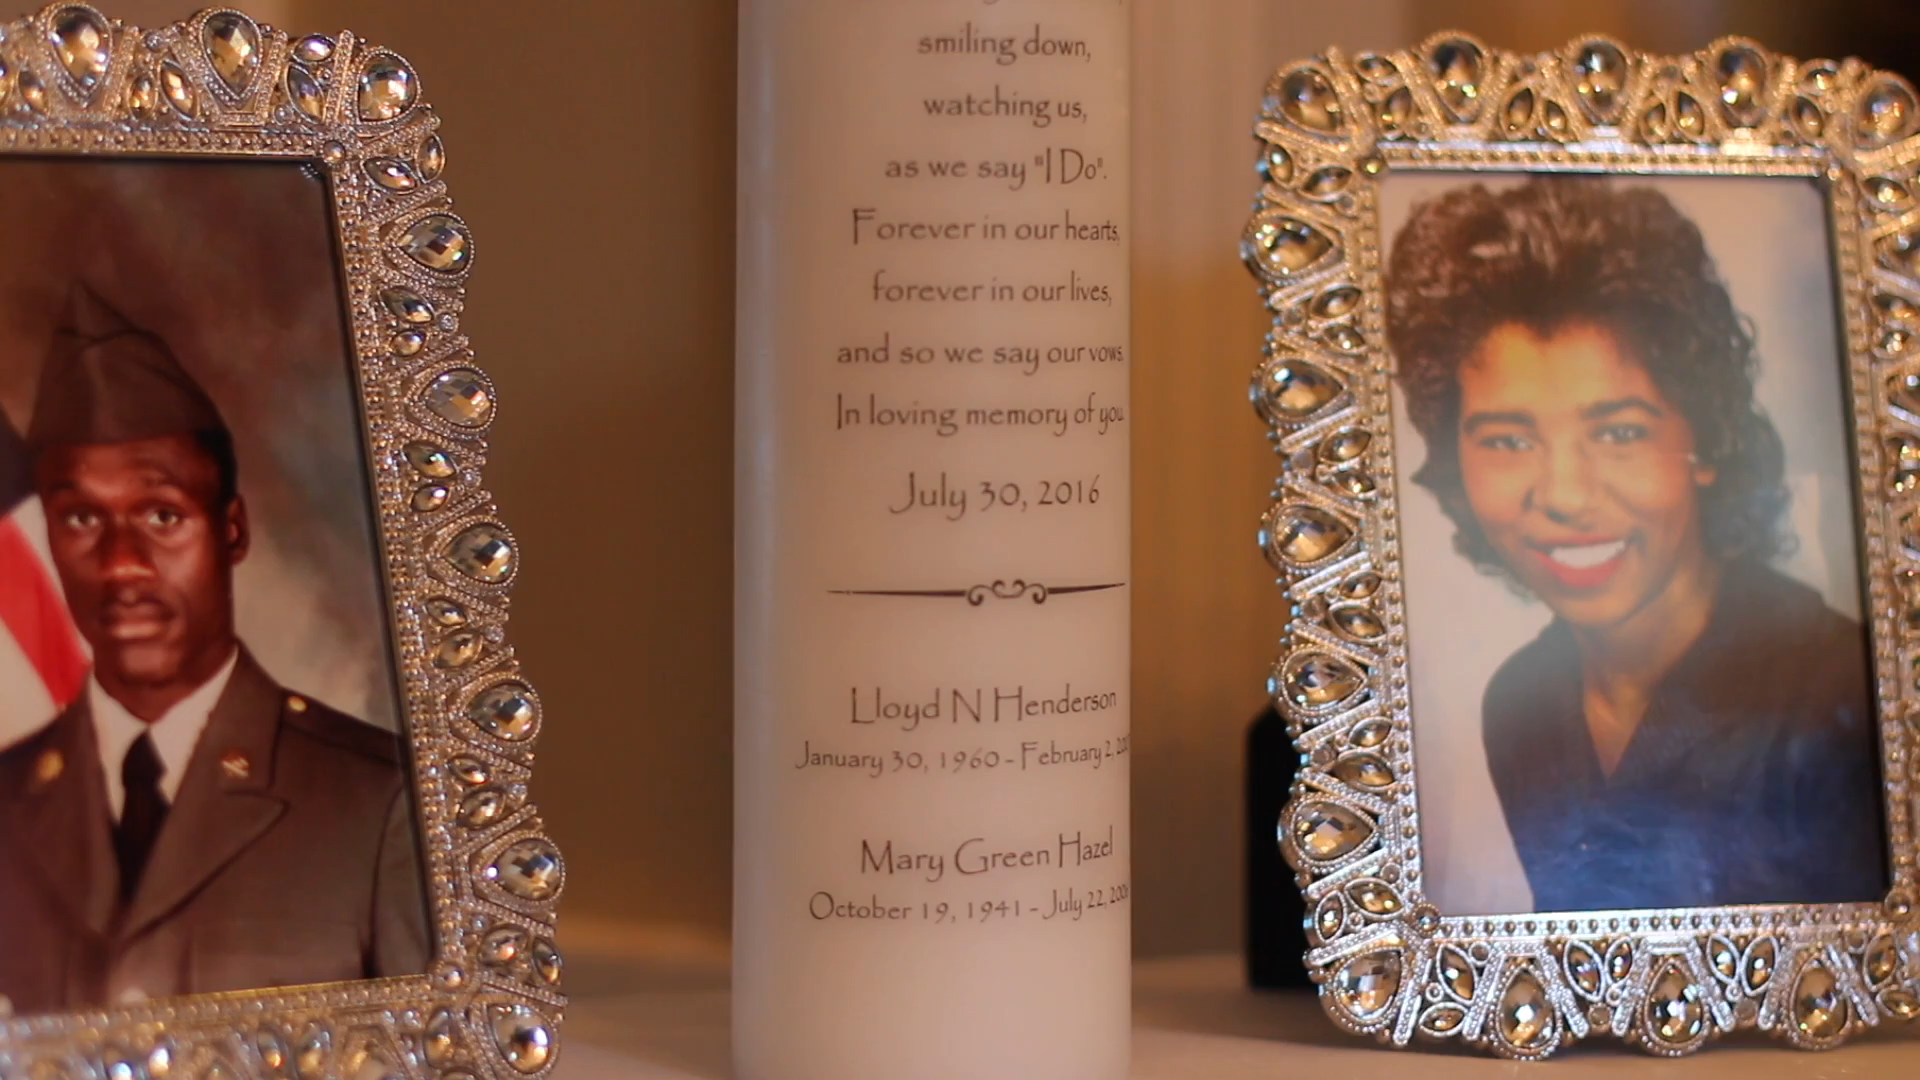 smiling down,
watching us,
as we say "I Do".
Forever in our hearts,
forever in our lives,
and so we say our vows.
In loving memory of you.
July 30, 2016
Lloyd N Henderson
January 30, 1960 - February 2,
Mary Green Hazel
October 19, 1941 - July 22,